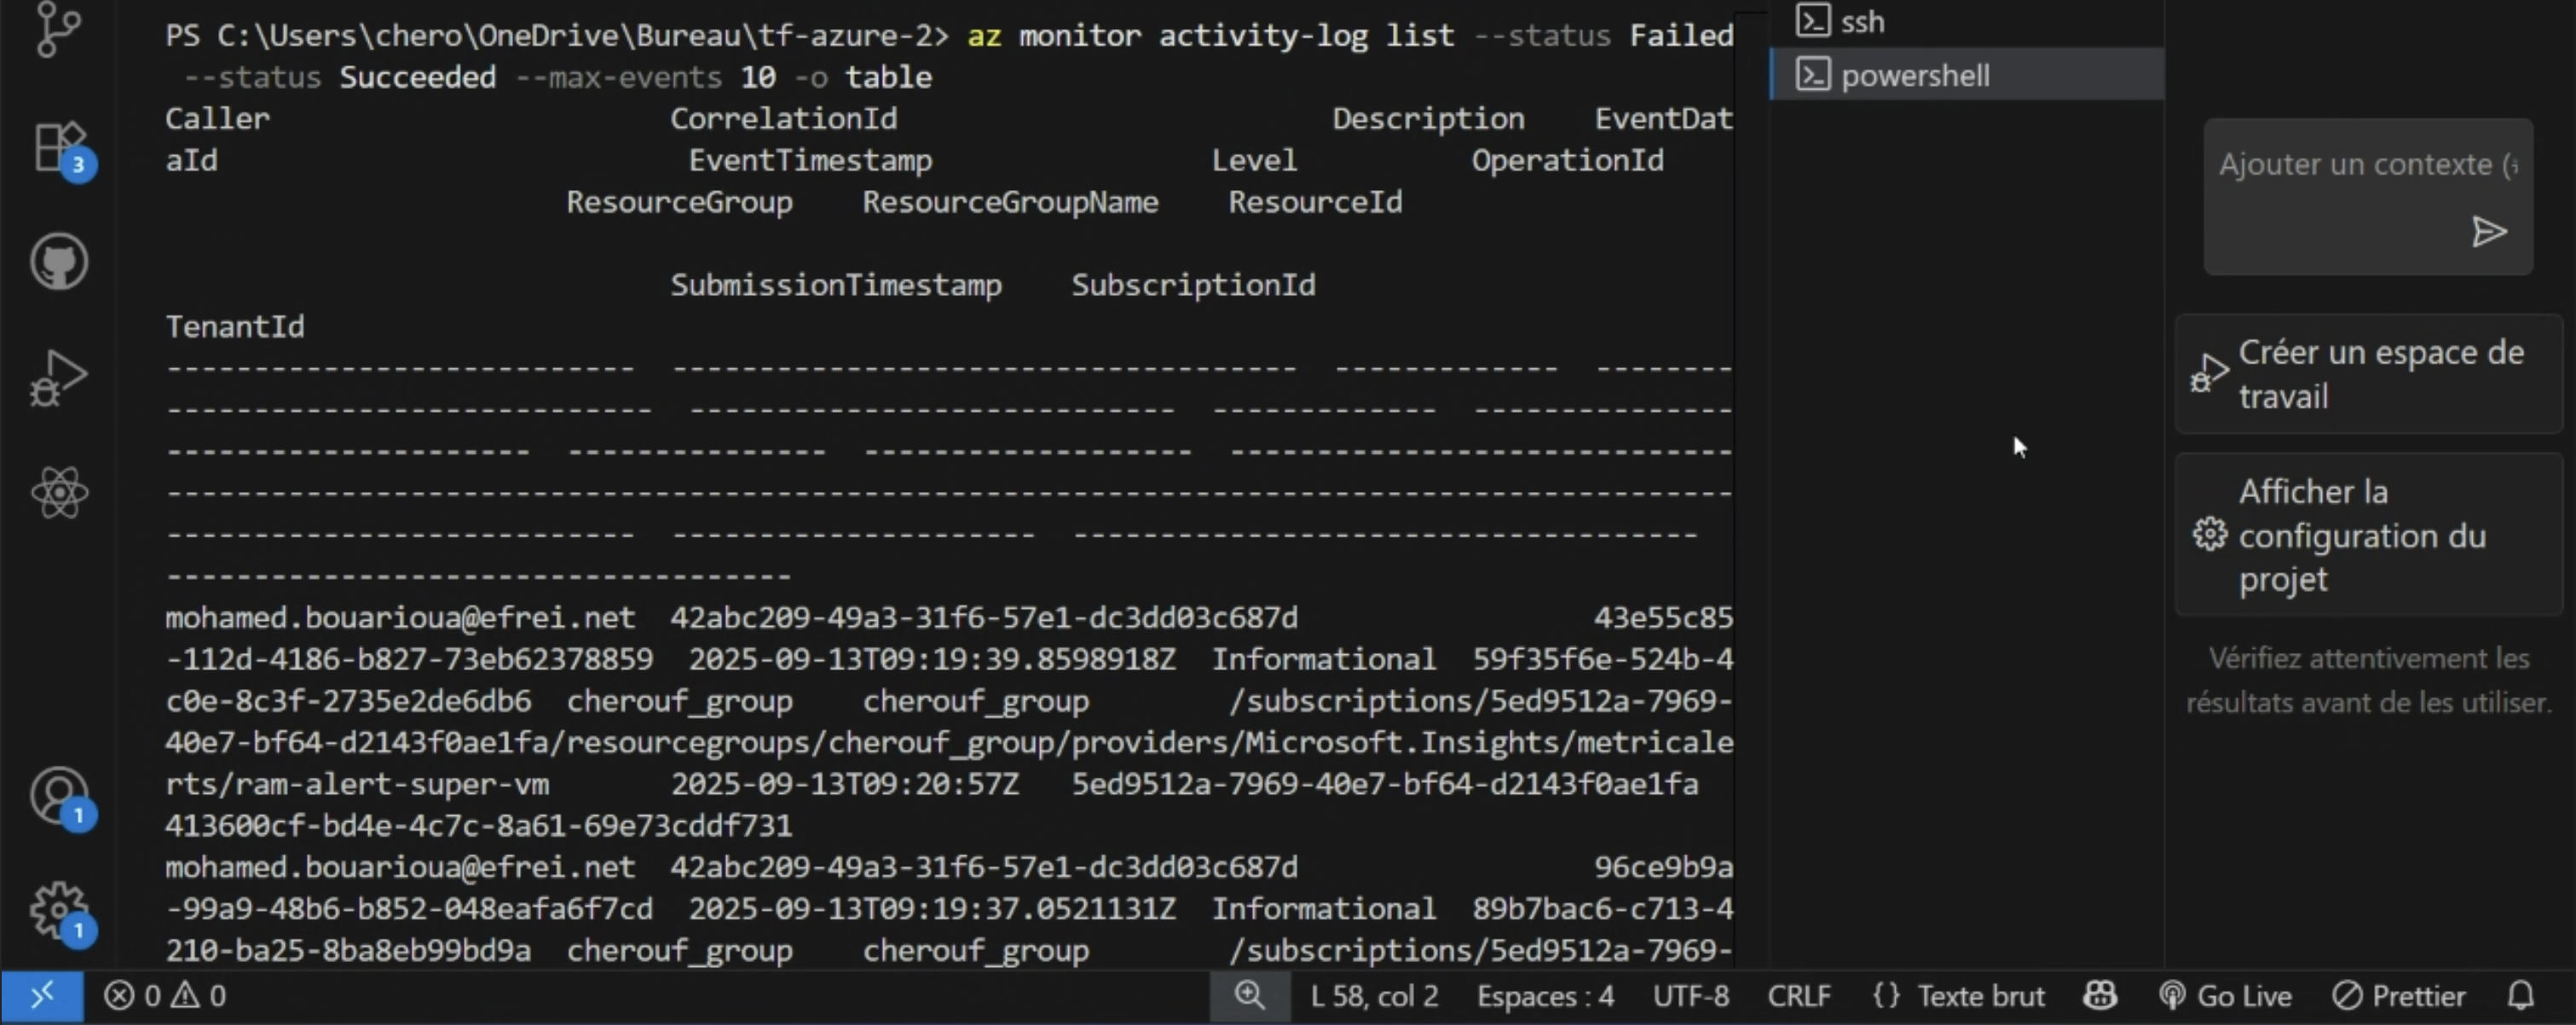 PS C:\Users\chero\OneDrive\Bureau\tf-azure-2> az monitor activity-log list --status Failed
--status Succeeded --max-events 10 -o table
Caller CorrelationId Description EventDat
aId EventTimestamp Level OperationId
ResourceGroup ResourceGroupName ResourceId
SubmissionTimestamp SubscriptionId
TenantId
--------------------------- ------------------------------------ ------------- --------
---------------------------- ---------------------------- ------------- ---------------
--------------------- --------------- ------------------- -----------------------------
------------------------------------------------------------------------------------------
--------------------------- --------------------- ------------------------------------
------------------------------------
mohamed.bouarioua@efrei.net 42abc209-49a3-31f6-57e1-dc3dd03c687d 43e55c85
-112d-4186-b827-73eb62378859 2025-09-13T09:19:39.8598918Z Informational 59f35f6e-524b-4
c0e-8c3f-2735e2de6db6 cherouf_group cherouf_group /subscriptions/5ed9512a-7969-
40e7-bf64-d2143f0ae1fa/resourcegroups/cherouf_group/providers/Microsoft.Insights/metricale
rts/ram-alert-super-vm 2025-09-13T09:20:57Z 5ed9512a-7969-40e7-bf64-d2143f0ae1fa
413600cf-bd4e-4c7c-8a61-69e73cddf731
mohamed.bouarioua@efrei.net 42abc209-49a3-31f6-57e1-dc3dd03c687d 96ce9b9a
-99a9-48b6-b852-048eafa6f7cd 2025-09-13T09:19:37.0521131Z Informational 89b7bac6-c713-4
210-ba25-8ba8eb99bd9a cherouf_group cherouf_group /subscriptions/5ed9512a-7969-
ssh
powershell
Ajouter un contexte (
Créer un espace de
travail
Afficher la
configuration du
projet
Vérifiez attentivement les
résultats avant de les utiliser.
3
1
1
0 0
L 58, col 2 Espaces : 4 UTF-8 CRLF {} Texte brut Go Live Prettier